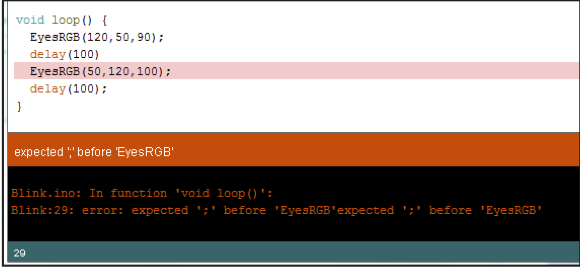 void loop() {
EyesRGB(120,50,90);
delay(100)
EyesRGB(50,120,100);
delay(100);
}
expected ';' before 'EyesRGB'
Blink.ino: In function 'void loop()':
Blink:29: error: expected ';' before 'EyesRGB'expected ';' before 'EyesRGB'
29